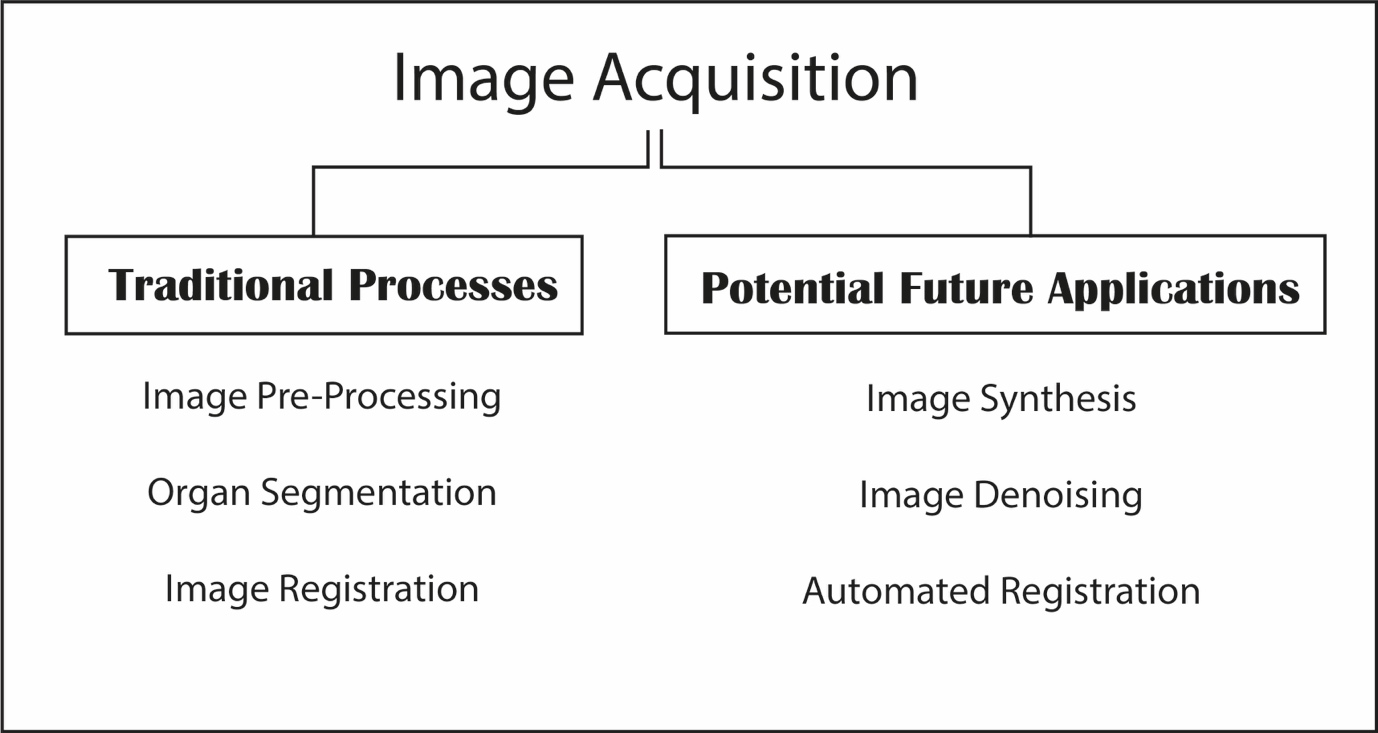 Image Acquisition
Traditional Processes
Image Pre-Processing
Organ Segmentation
Image Registration
Potential Future Applications
Image Synthesis
Image Denoising
Automated Registration